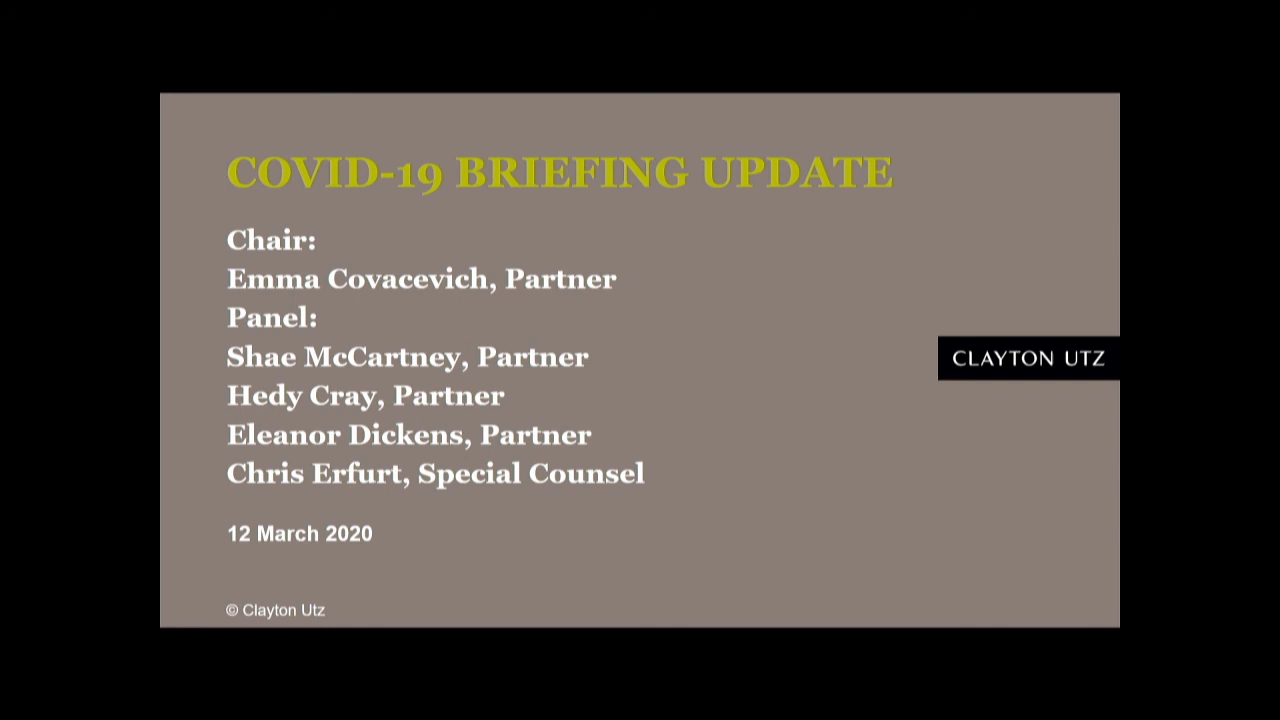 COVID-19 BRIEFING UPDATE
Chair:
Emma Covacevich, Partner
Panel:
Shae McCartney, Partner
CLAYTON UTZ
Hedy Cray, Partner
Eleanor Dickens, Partner
Chris Erfurt, Special Counsel
12 March 2020
© Clayton Utz